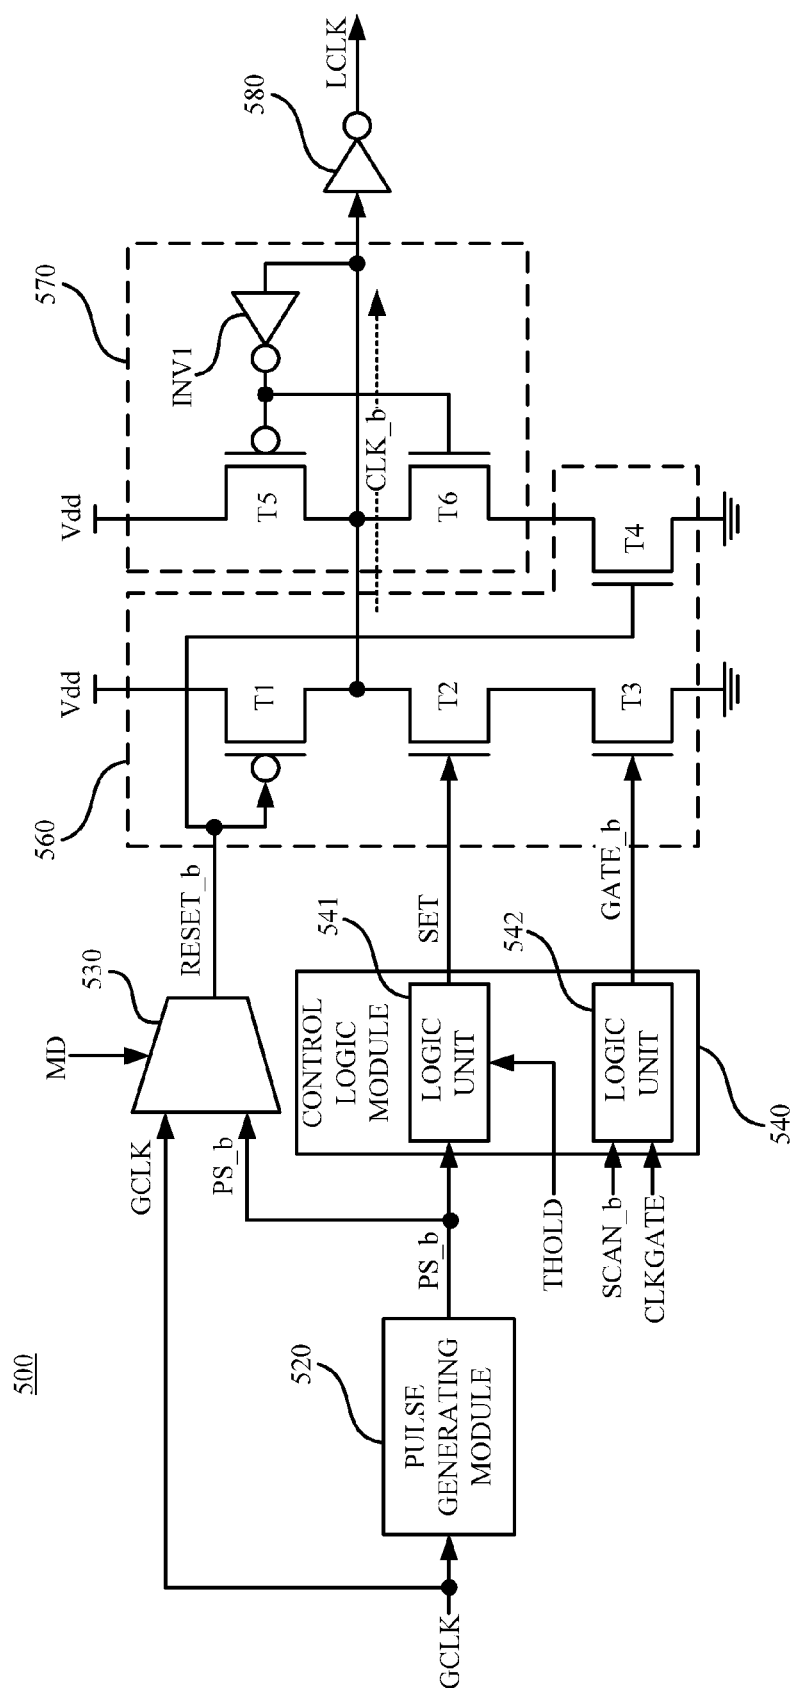 500
GCLK
PULSE
GENERATING
MODULE
520
PS_b
GCLK
PS_b
MD
530
RESET_b
THOLD
SCAN_b
CLKGATE
CONTROL
LOGIC
MODULE
LOGIC
UNIT
541
LOGIC
UNIT
542
540
SET
GATE_b
560
Vdd
T1
T2
T3
T4
570
Vdd
T5
T6
INV1
CLK_b
580
LCLK